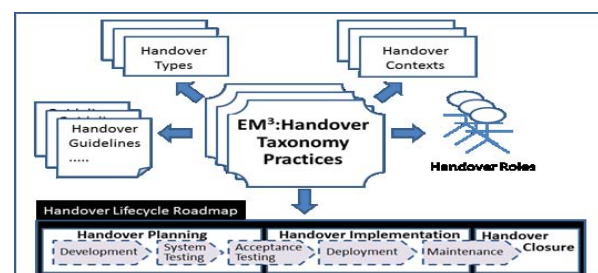 Handover
Types
Handover
Contexts
Handover
Guidelines
.....
EM³:Handover
Taxonomy
Practices
Handover Roles
Handover Lifecycle Roadmap
Handover Planning
Handover Implementation
Handover
Closure
Development
System
Testing
Acceptance
Testing
Deployment
Maintenance